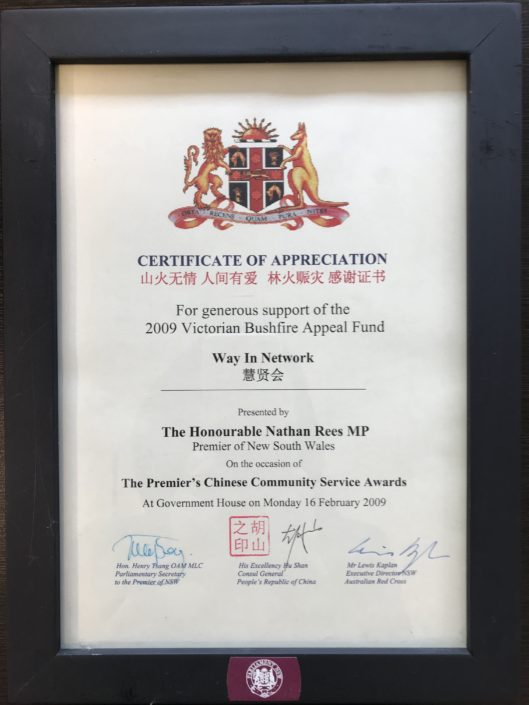 ORTA RECENS QUAM PURA NITES
CERTIFICATE OF APPRECIATION
山火无情 人间有爱 林火赈灾 感谢证书
For generous support of the
2009 Victorian Bushfire Appeal Fund
Way In Network
慧贤会
Presented by
The Honourable Nathan Rees MP
Premier of New South Wales
On the occasion of
The Premier's Chinese Community Service Awards
At Government House on Monday 16 February 2009
胡山之印
Hon. Henry Tsang OAM MLC
Parliamentary Secretary
to the Premier of NSW
His Excellency Hu Shan
Consul General
People's Republic of China
Mr Lewis Kaplan
Executive Director NSW
Australian Red Cross
PARLIAMENT NSW